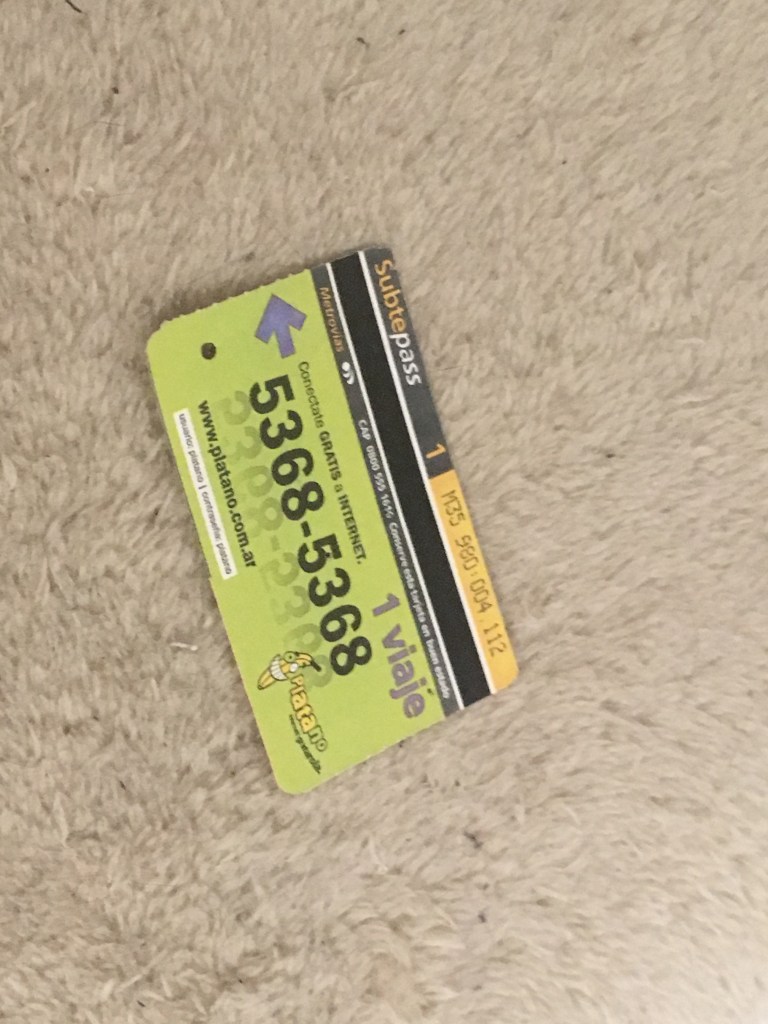 Subtepass 1 M35 980 004 112
Metrovías CAP 0800 555 1616 Conserve esta tarjeta en buen estado
1 viaje
Conectate GRATIS a INTERNET.
5368-5368
www.platano.com.ar
usuario: platano | contraseña: platano
Platano